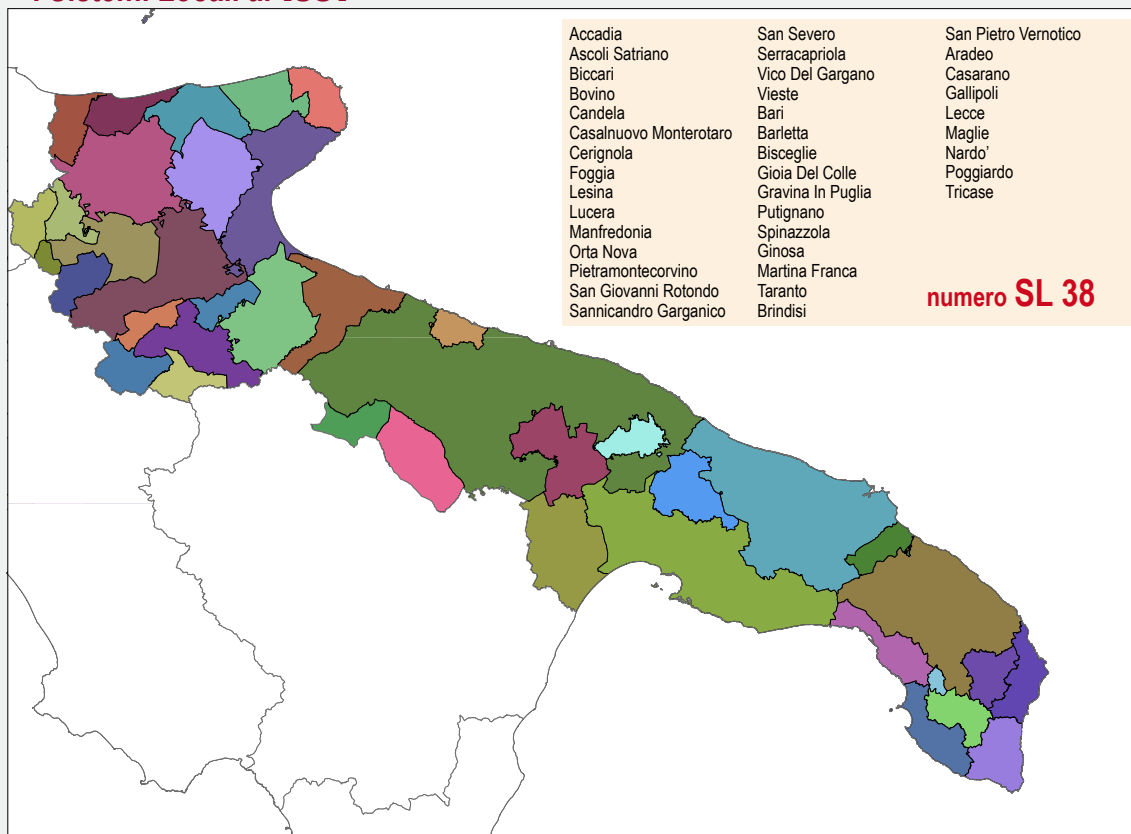 Accadia
Ascoli Satriano
Biccari
Bovino
Candela
Casalnuovo Monterotaro
Cerignola
Foggia
Lesina
Lucera
Manfredonia
Orta Nova
Pietramontecorvino
San Giovanni Rotondo
Sannicandro Garganico
San Severo
Serracapriola
Vico Del Gargano
Vieste
Bari
Barletta
Bisceglie
Gioia Del Colle
Gravina In Puglia
Putignano
Spinazzola
Ginosa
Martina Franca
Taranto
Brindisi
San Pietro Vernotico
Aradeo
Casarano
Gallipoli
Lecce
Maglie
Nardo’
Poggiardo
Tricase
numero SL 38